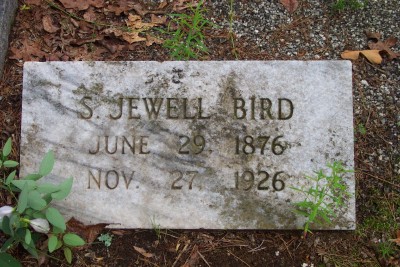 S. JEWELL BIRD
JUNE 29. 1876
NOV. 27. 1926